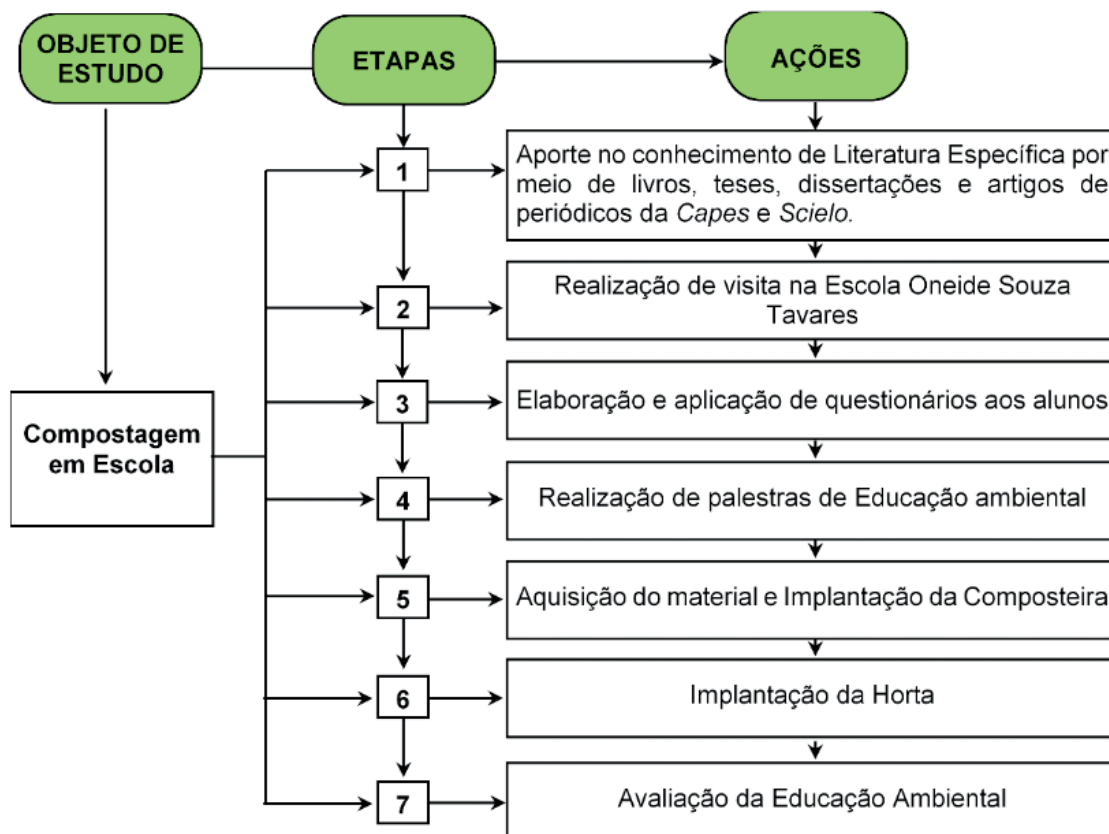 OBJETO DE
ESTUDO
ETAPAS
AÇÕES
Compostagem
em Escola
1
Aporte no conhecimento de Literatura Específica por
meio de livros, teses, dissertações e artigos de
periódicos da Capes e Scielo.
2
Realização de visita na Escola Oneide Souza
Tavares
3
Elaboração e aplicação de questionários aos alunos
4
Realização de palestras de Educação ambiental
5
Aquisição do material e Implantação da Composteira
6
Implantação da Horta
7
Avaliação da Educação Ambiental